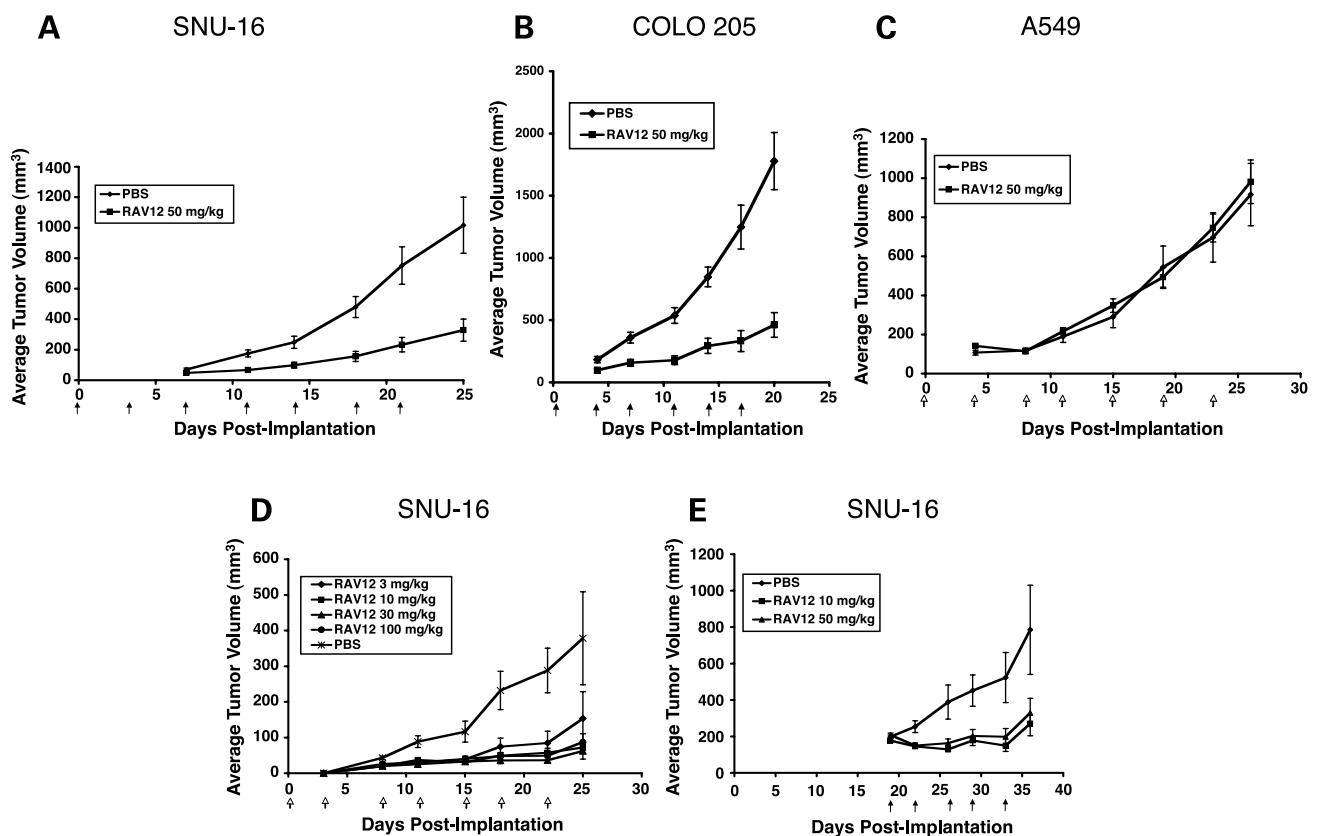 A SNU-16
Average Tumor Volume (mm³)
1400
1200
1000
800
600
400
200
0
PBS
RAV12 50 mg/kg
0 5 10 15 20 25
Days Post-Implantation
B COLO 205
Average Tumor Volume (mm³)
2500
2000
1500
1000
500
0
PBS
RAV12 50 mg/kg
0 5 10 15 20 25
Days Post-Implantation
C A549
Average Tumor Volume (mm³)
1200
1000
800
600
400
200
0
PBS
RAV12 50 mg/kg
0 5 10 15 20 25 30
Days Post-Implantation
D SNU-16
Average Tumor Volume (mm³)
600
500
400
300
200
100
0
RAV12 3 mg/kg
RAV12 10 mg/kg
RAV12 30 mg/kg
RAV12 100 mg/kg
PBS
0 5 10 15 20 25 30
Days Post-Implantation
E SNU-16
Average Tumor Volume (mm³)
1200
1000
800
600
400
200
0
PBS
RAV12 10 mg/kg
RAV12 50 mg/kg
0 5 10 15 20 25 30 35 40
Days Post-Implantation